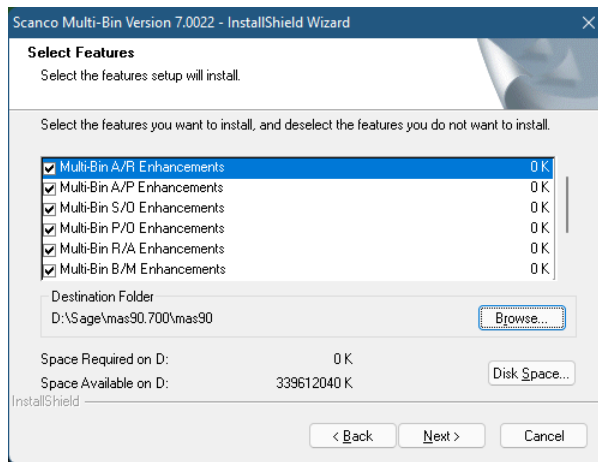 Scanco Multi-Bin Version 7.0022 - InstallShield Wizard
Select Features
Select the features setup will install.
Select the features you want to install, and deselect the features you do not want to install.
Multi-Bin A/R Enhancements 0 K
Multi-Bin A/P Enhancements 0 K
Multi-Bin S/O Enhancements 0 K
Multi-Bin P/O Enhancements 0 K
Multi-Bin R/A Enhancements 0 K
Multi-Bin B/M Enhancements 0 K
Destination Folder
D:\Sage\mas90.700\mas90 Browse...
Space Required on D: 0 K
Space Available on D: 339612040 K Disk Space...
InstallShield
< Back Next > Cancel